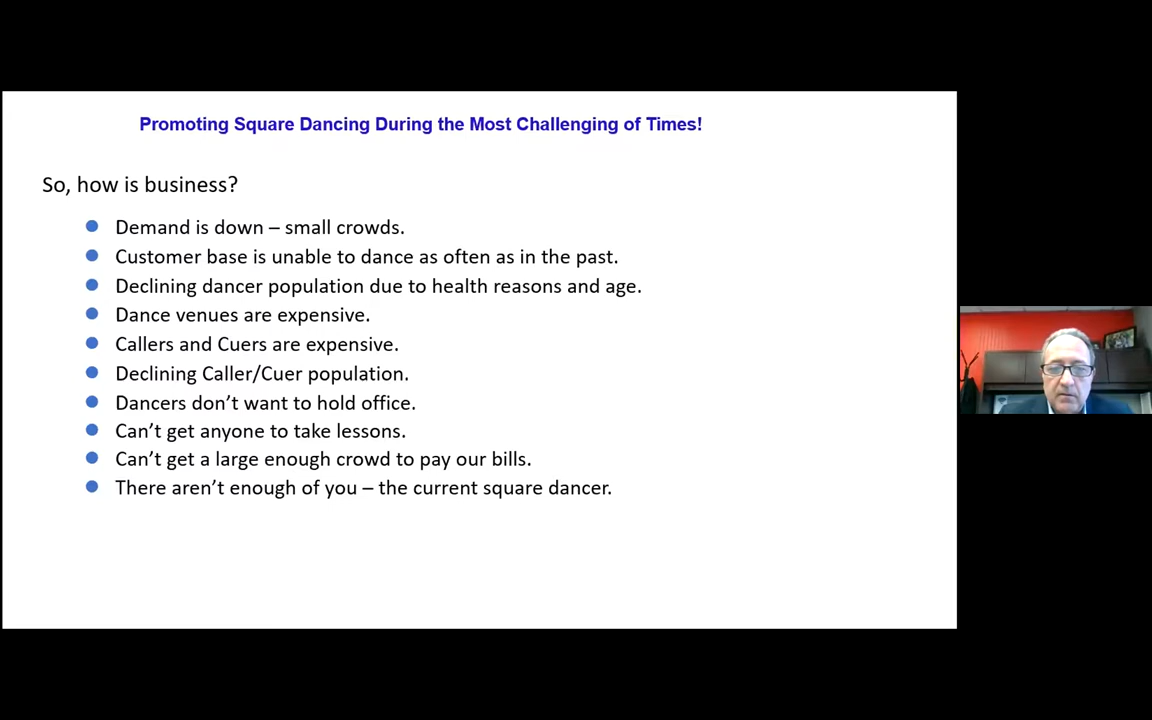 Promoting Square Dancing During the Most Challenging of Times!
So, how is business?
Demand is down – small crowds.
Customer base is unable to dance as often as in the past.
Declining dancer population due to health reasons and age.
Dance venues are expensive.
Callers and Cuers are expensive.
Declining Caller/Cuer population.
Dancers don’t want to hold office.
Can’t get anyone to take lessons.
Can’t get a large enough crowd to pay our bills.
There aren’t enough of you – the current square dancer.